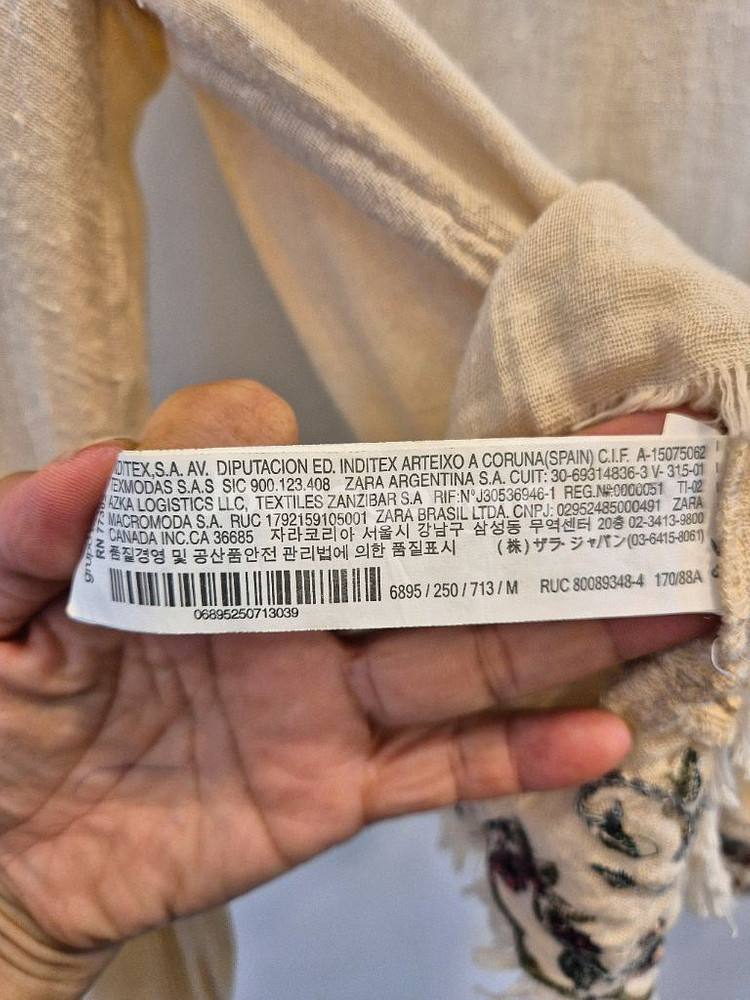 INDITEX,S.A. AV. DIPUTACION ED. INDITEX ARTEIXO A CORUNA(SPAIN) C.I.F. A-15075062
TEXMODAS S.A.S SIC 900.123.408 ZARA ARGENTINA S.A. CUIT: 30-69314836-3 V- 315-01
AZKA LOGISTICS LLC, TEXTILES ZANZIBAR S.A RIF:N°J30536946-1 REG.Nº:0000051 TI-02
MACROMODA S.A. RUC 1792159105001 ZARA BRASIL LTDA. CNPJ: 02952485000491 ZARA
CANADA INC.CA 36685 자라코리아 서울시 강남구 삼성동 무역센터 20층 02-3413-9800
품질경영 및 공산품안전 관리법에 의한 품질표시 (株) ザラ・ジャパン(03-6415-8061)
6895 / 250 / 713 / M RUC 80089348-4 170/88A
06895250713039